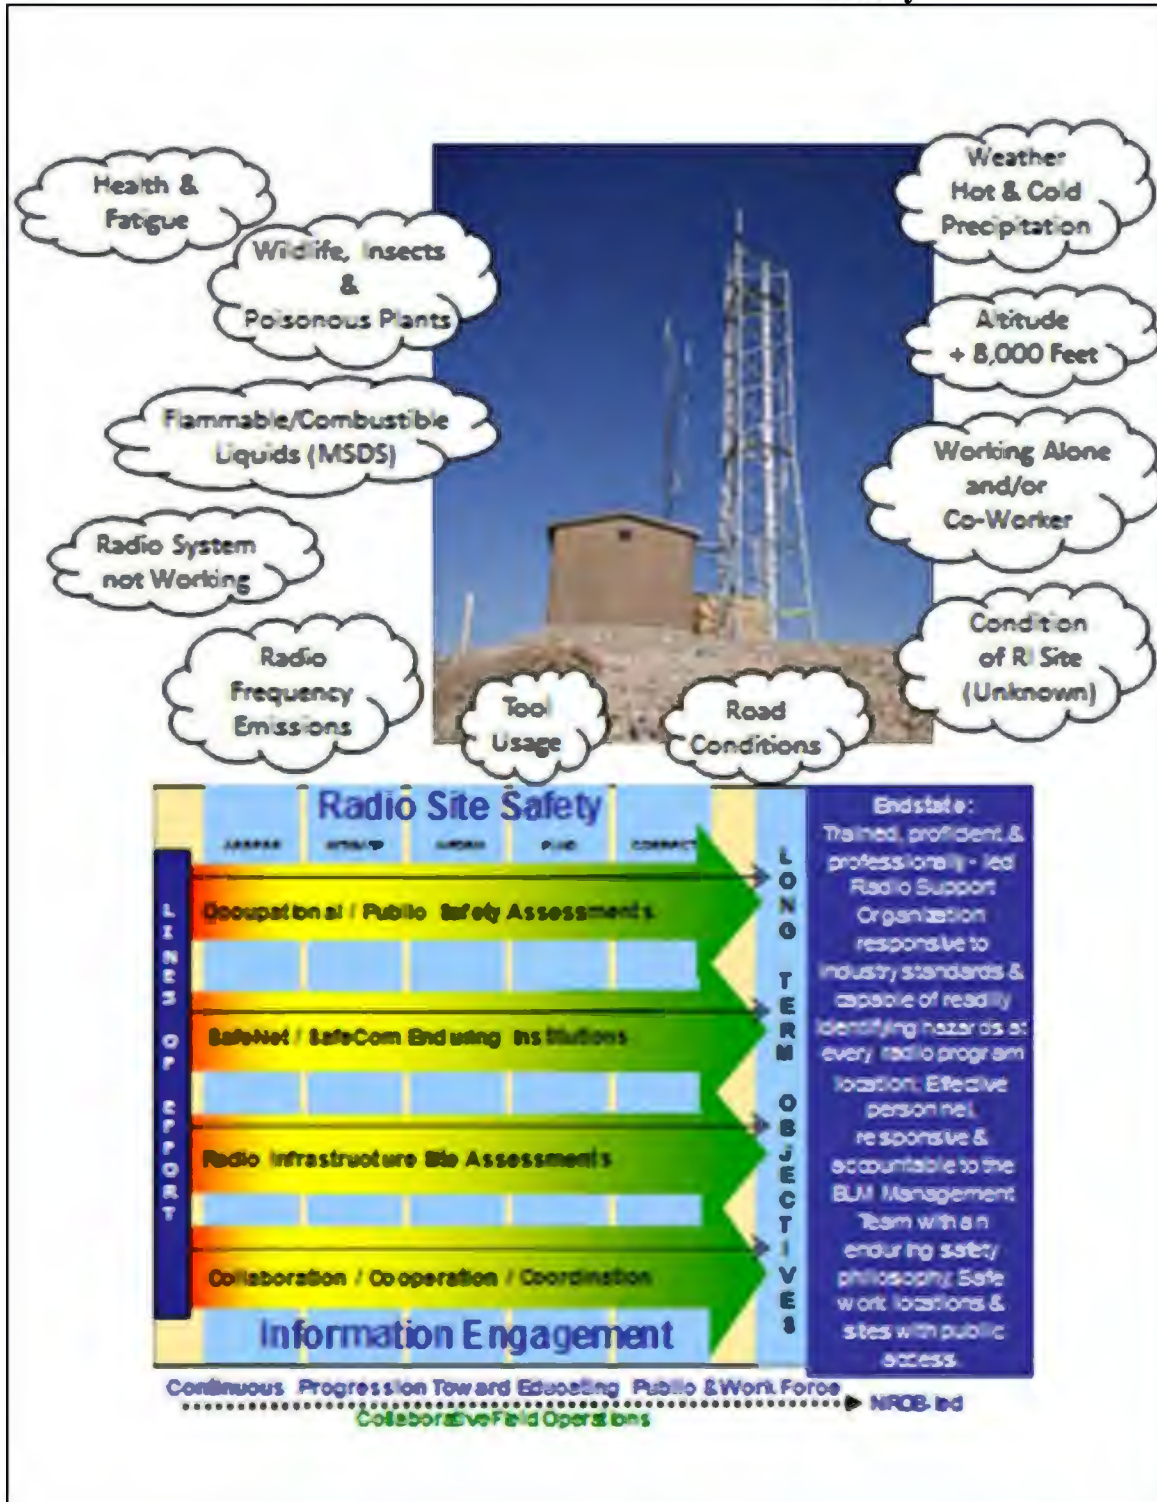 Health &
Fatigue
Wildlife, Insects
&
Poisonous Plants
Flammable/Combustible
Liquids (MSDS)
Radio System
not Working
Radio
Frequency
Emissions
Tool
Usage
Road
Conditions
Weather
Hot & Cold
Precipitation
Altitude
+ 8,000 Feet
Working Alone
and/or
Co-Worker
Condition
of RI Site
(Unknown)
Radio Site Safety
ASSESS
CORRECT
LINES OF EFFORT
Occupational / Public Safety Assessments
SafeNet / SafeCom Enduring Institutions
Radio Infrastructure Site Assessments
Collaboration / Cooperation / Coordination
Information Engagement
LONG TERM OBJECTIVES
Endstate:
Trained, proficient &
professionally - led
Radio Support
Organization
responsive to
industry standards &
capable of readily
identifying hazards at
every radio program
location; Effective
personnel,
responsive &
accountable to the
BLM Management
Team with an
enduring safety
philosophy; Safe
work locations &
sites with public
access
Continuous Progression Toward Educating Public & Work Force
Collaborative Field Operations
NROB-led